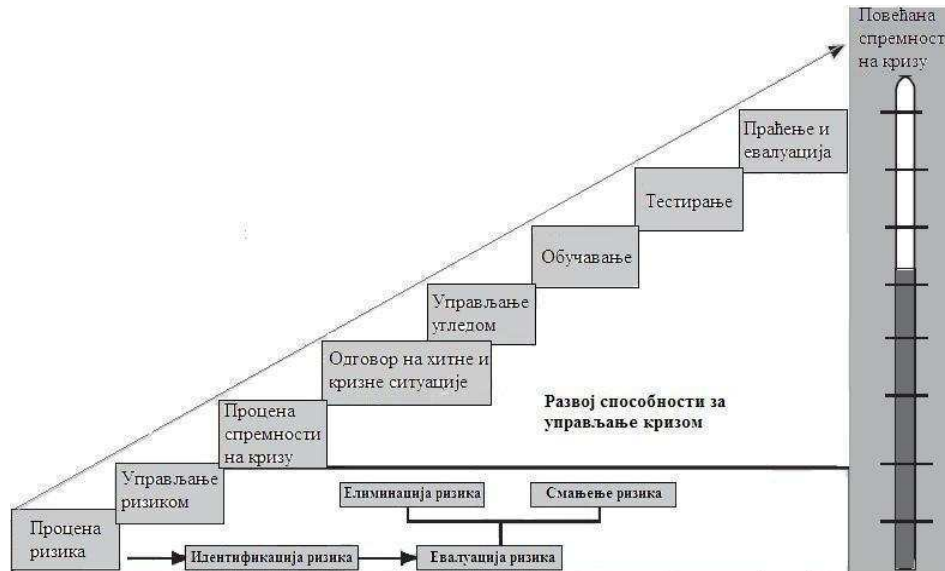 Повећана
спремност
на кризу
Праћење и
евалуација
Тестирање
Обучавање
Управљање
угледом
Одговор на хитне и
кризне ситуације
Развој способности за
управљање кризом
Процена
спремности
на кризу
Управљање
ризиком
Елиминација ризика
Смањење ризика
Процена
ризика
Идентификација ризика
Евалуација ризика